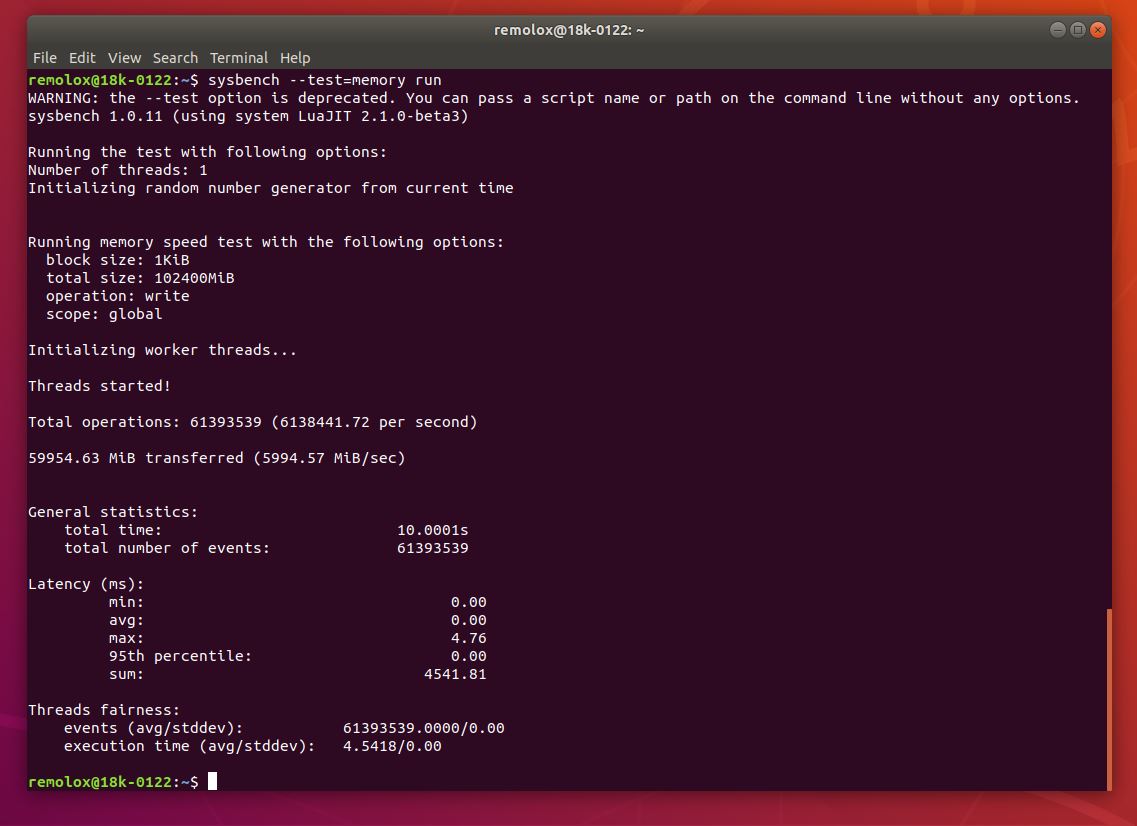 remolox@18k-0122: ~
File Edit View Search Terminal Help
remolox@18k-0122:~$ sysbench --test=memory run
WARNING: the --test option is deprecated. You can pass a script name or path on the command line without any options.
sysbench 1.0.11 (using system LuaJIT 2.1.0-beta3)
Running the test with following options:
Number of threads: 1
Initializing random number generator from current time
Running memory speed test with the following options:
block size: 1KiB
total size: 102400MiB
operation: write
scope: global
Initializing worker threads...
Threads started!
Total operations: 61393539 (6138441.72 per second)
59954.63 MiB transferred (5994.57 MiB/sec)
General statistics:
total time: 10.0001s
total number of events: 61393539
Latency (ms):
min: 0.00
avg: 0.00
max: 4.76
95th percentile: 0.00
sum: 4541.81
Threads fairness:
events (avg/stddev): 61393539.0000/0.00
execution time (avg/stddev): 4.5418/0.00
remolox@18k-0122:~$